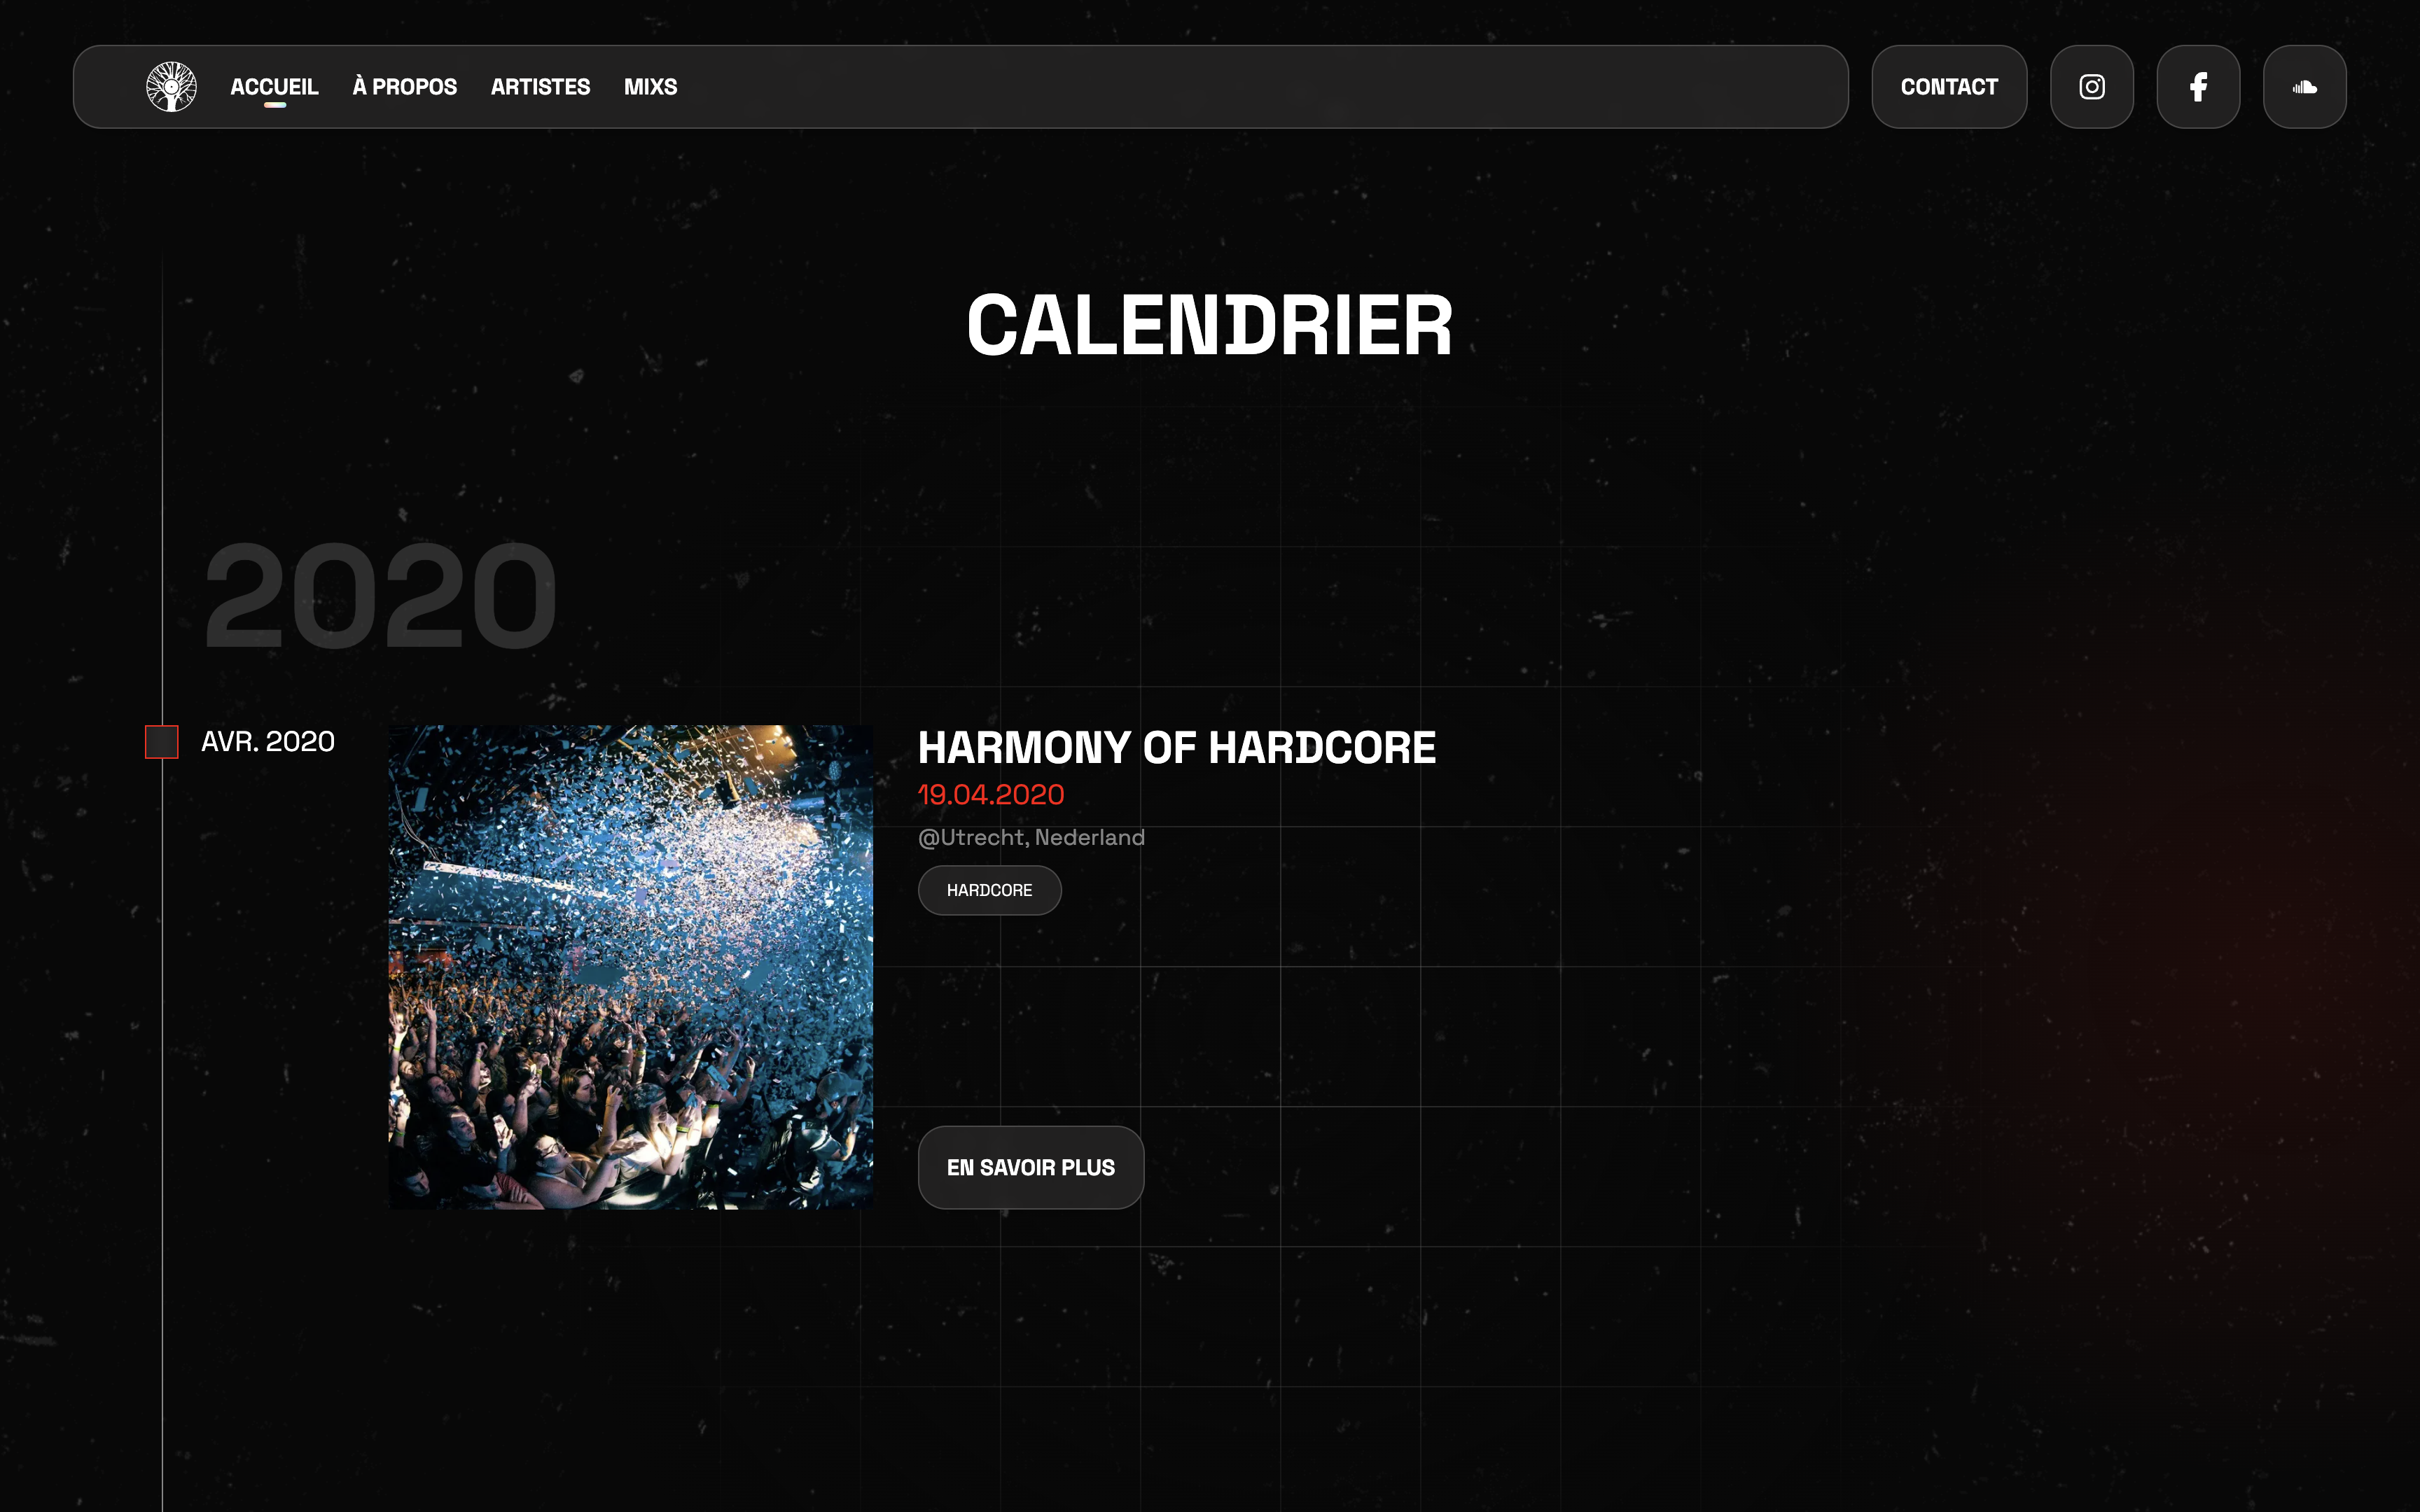 ACCUEIL À PROPOS ARTISTES MIXS CONTACT
CALENDRIER
2020
AVR. 2020
HARMONY OF HARDCORE
19.04.2020
@Utrecht, Nederland
HARDCORE
EN SAVOIR PLUS